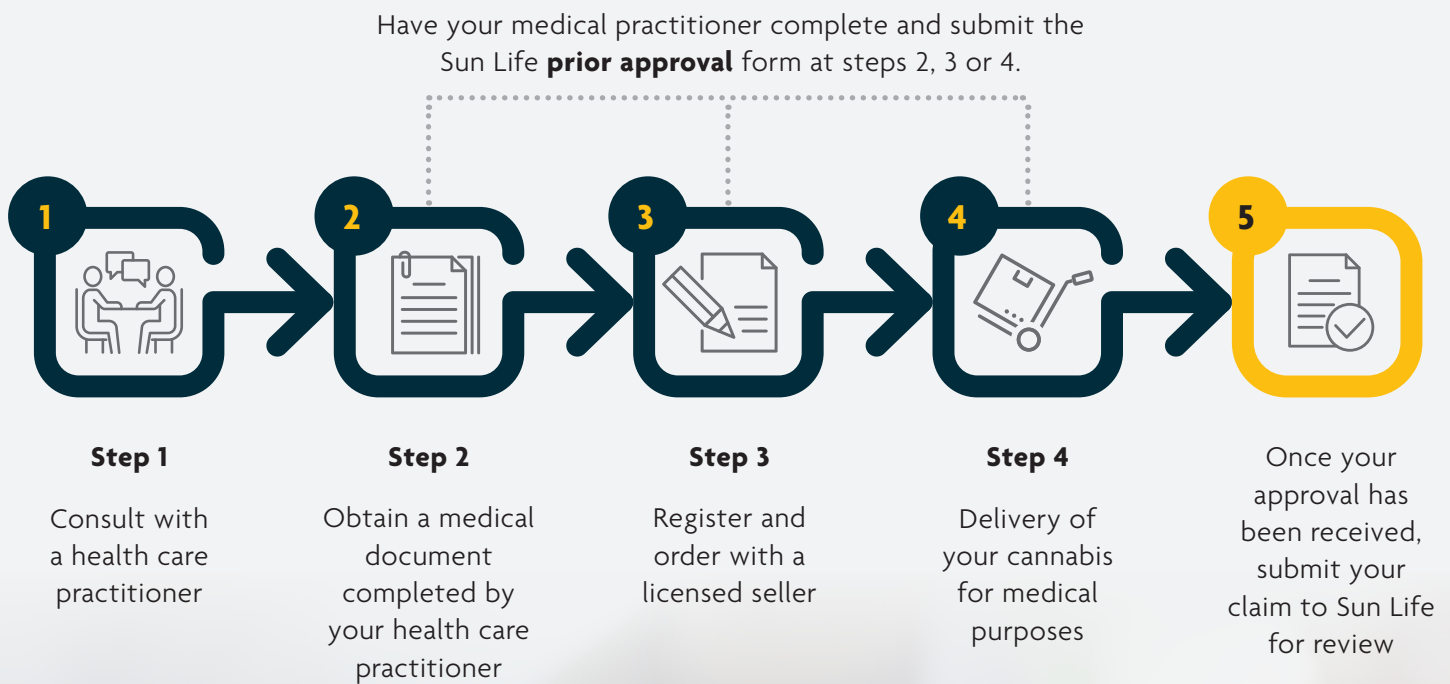 Have your medical practitioner complete and submit the
Sun Life prior approval form at steps 2, 3 or 4.
1
2
3
4
5
Step 1
Consult with
a health care
practitioner
Step 2
Obtain a medical
document
completed by
your health care
practitioner
Step 3
Register and
order with a
licensed seller
Step 4
Delivery of
your cannabis
for medical
purposes
Once your
approval has
been received,
submit your
claim to Sun Life
for review